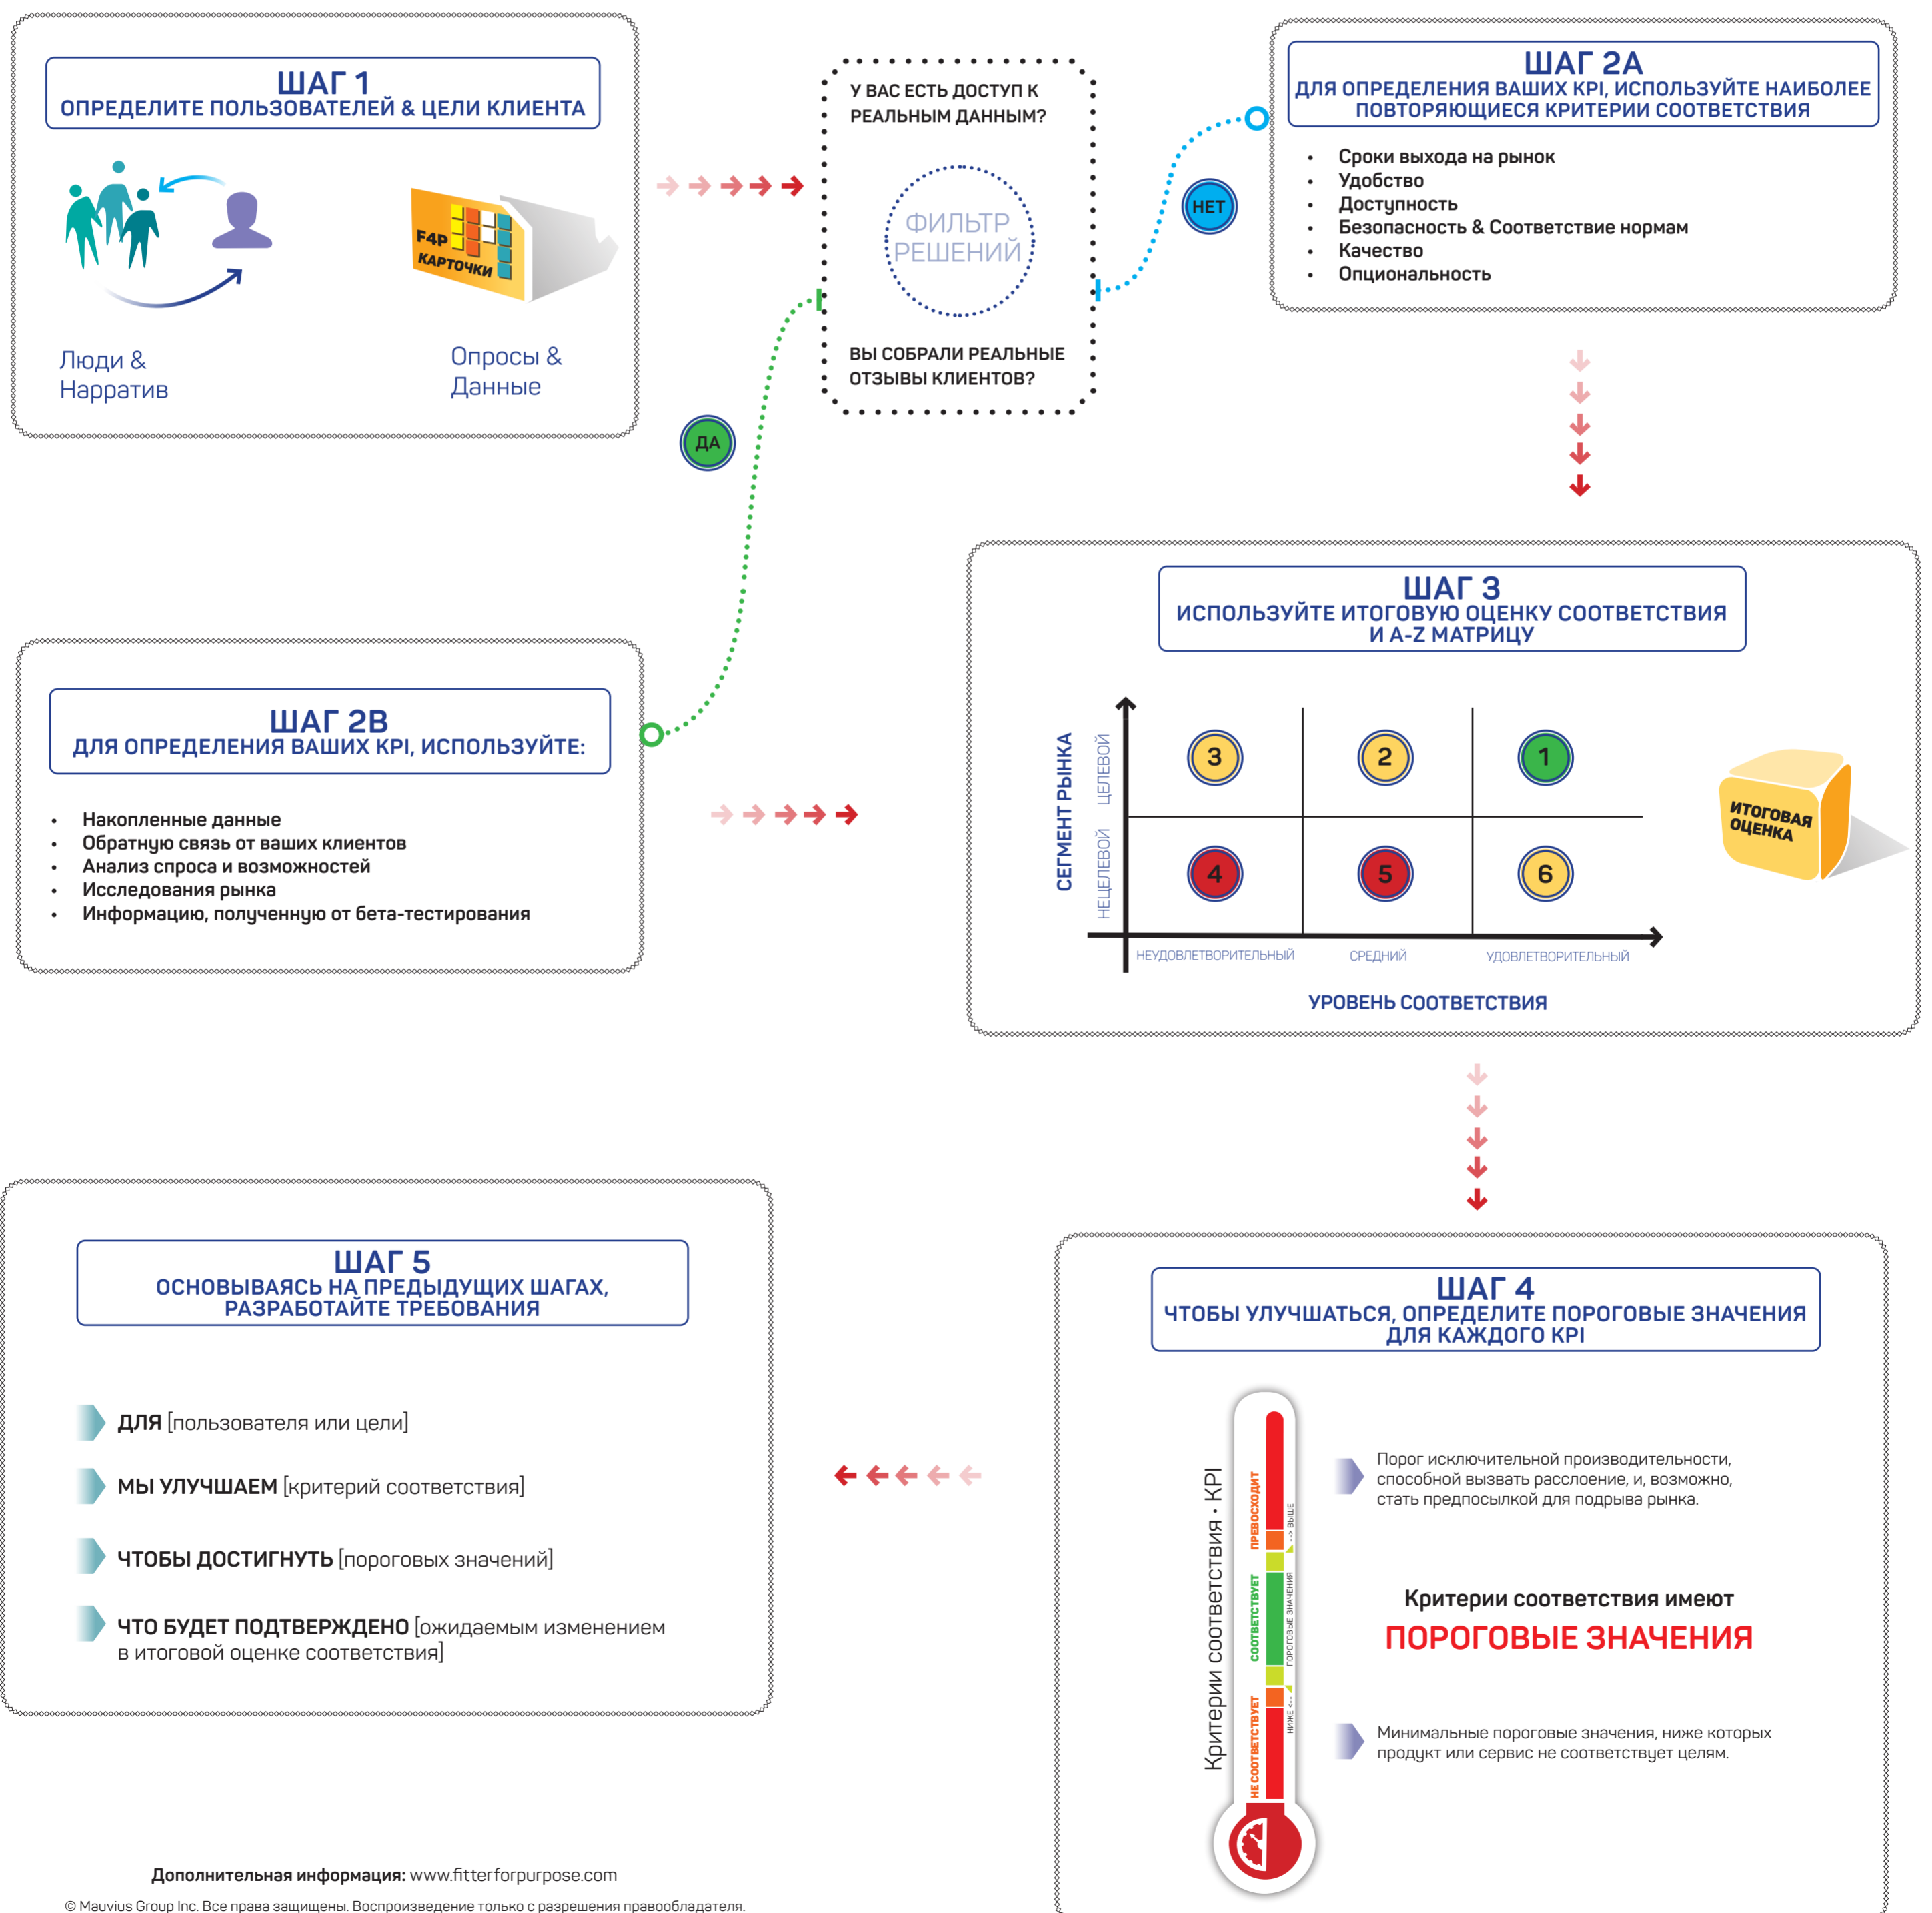 ШАГ 1
ОПРЕДЕЛИТЕ ПОЛЬЗОВАТЕЛЕЙ & ЦЕЛИ КЛИЕНТА
F4P
КАРТОЧКИ
Люди &
Нарратив
Опросы &
Данные
У ВАС ЕСТЬ ДОСТУП К
РЕАЛЬНЫМ ДАННЫМ?
ФИЛЬТР
РЕШЕНИЙ
ВЫ СОБРАЛИ РЕАЛЬНЫЕ
ОТЗЫВЫ КЛИЕНТОВ?
НЕТ
ДА
ШАГ 2А
ДЛЯ ОПРЕДЕЛЕНИЯ ВАШИХ KPI, ИСПОЛЬЗУЙТЕ НАИБОЛЕЕ
ПОВТОРЯЮЩИЕСЯ КРИТЕРИИ СООТВЕТСТВИЯ
• Сроки выхода на рынок
• Удобство
• Доступность
• Безопасность & Соответствие нормам
• Качество
• Опциональность
ШАГ 2В
ДЛЯ ОПРЕДЕЛЕНИЯ ВАШИХ KPI, ИСПОЛЬЗУЙТЕ:
• Накопленные данные
• Обратную связь от ваших клиентов
• Анализ спроса и возможностей
• Исследования рынка
• Информацию, полученную от бета-тестирования
ШАГ 3
ИСПОЛЬЗУЙТЕ ИТОГОВУЮ ОЦЕНКУ СООТВЕТСТВИЯ
И A-Z МАТРИЦУ
СЕГМЕНТ РЫНКА
ЦЕЛЕВОЙ
НЕЦЕЛЕВОЙ
3
2
1
4
5
6
НЕУДОВЛЕТВОРИТЕЛЬНЫЙ
СРЕДНИЙ
УДОВЛЕТВОРИТЕЛЬНЫЙ
УРОВЕНЬ СООТВЕТСТВИЯ
ИТОГОВАЯ
ОЦЕНКА
ШАГ 4
ЧТОБЫ УЛУЧШАТЬСЯ, ОПРЕДЕЛИТЕ ПОРОГОВЫЕ ЗНАЧЕНИЯ
ДЛЯ КАЖДОГО KPI
Критерии соответствия · KPI
ПРЕВОСХОДИТ
СООТВЕТСТВУЕТ
НЕ СООТВЕТСТВУЕТ
--> ВЫШЕ
ПОРОГОВЫЕ ЗНАЧЕНИЯ
НИЖЕ <--
Порог исключительной производительности,
способной вызвать расслоение, и, возможно,
стать предпосылкой для подрыва рынка.
Критерии соответствия имеют
ПОРОГОВЫЕ ЗНАЧЕНИЯ
Минимальные пороговые значения, ниже которых
продукт или сервис не соответствует целям.
ШАГ 5
ОСНОВЫВАЯСЬ НА ПРЕДЫДУЩИХ ШАГАХ,
РАЗРАБОТАЙТЕ ТРЕБОВАНИЯ
ДЛЯ [пользователя или цели]
МЫ УЛУЧШАЕМ [критерий соответствия]
ЧТОБЫ ДОСТИГНУТЬ [пороговых значений]
ЧТО БУДЕТ ПОДТВЕРЖДЕНО [ожидаемым изменением
в итоговой оценке соответствия]
Дополнительная информация: www.fitterforpurpose.com
© Mauvius Group Inc. Все права защищены. Воспроизведение только с разрешения правообладателя.